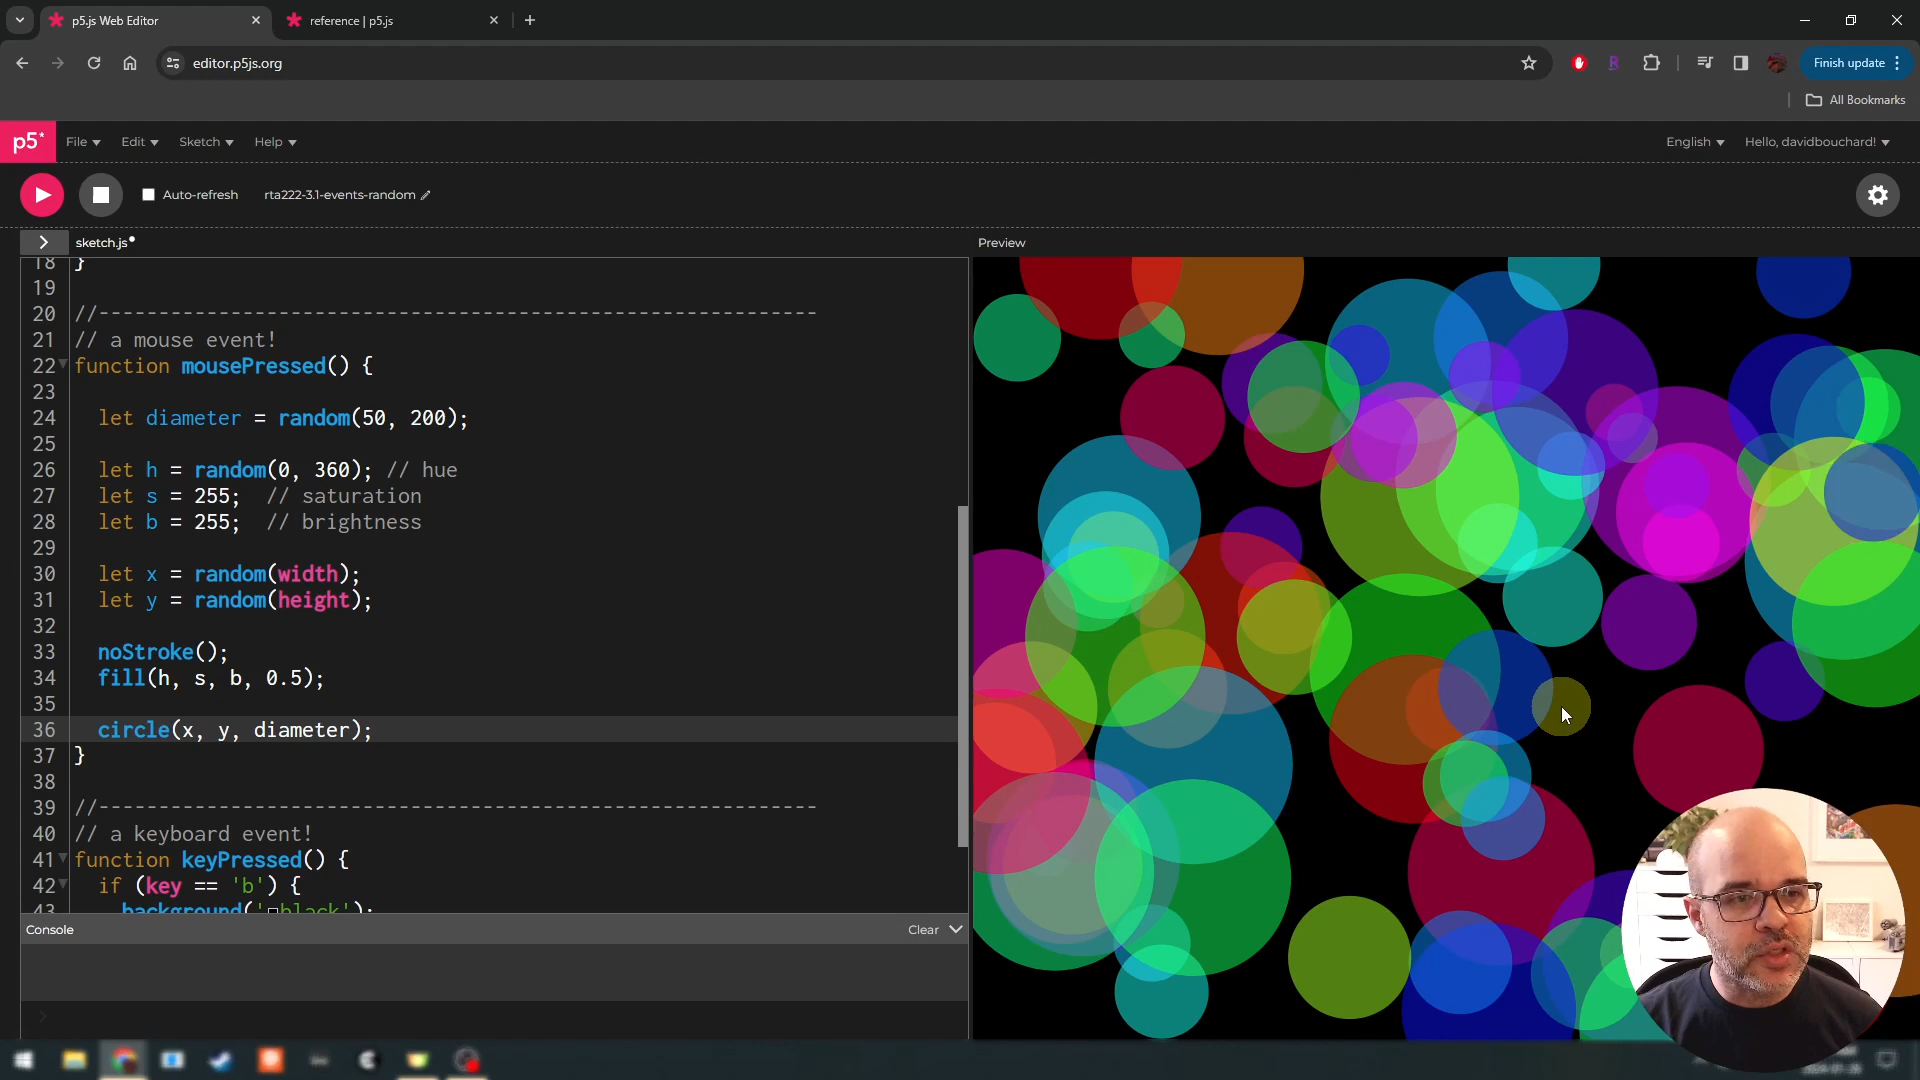 p5.js Web Editor
reference | p5.js
editor.p5js.org
Finish update
All Bookmarks
p5*
File
Edit
Sketch
Help
English
Hello, davidbouchard!
Auto-refresh
rta222-3.1-events-random
sketch.js
Preview
18 }
19
20 //------------------------------------------------------------
21 // a mouse event!
22 function mousePressed() {
23
24 let diameter = random(50, 200);
25
26 let h = random(0, 360); // hue
27 let s = 255; // saturation
28 let b = 255; // brightness
29
30 let x = random(width);
31 let y = random(height);
32
33 noStroke();
34 fill(h, s, b, 0.5);
35
36 circle(x, y, diameter);
37 }
38
39 //------------------------------------------------------------
40 // a keyboard event!
41 function keyPressed() {
42 if (key == 'b') {
43 background('black');
Console
Clear